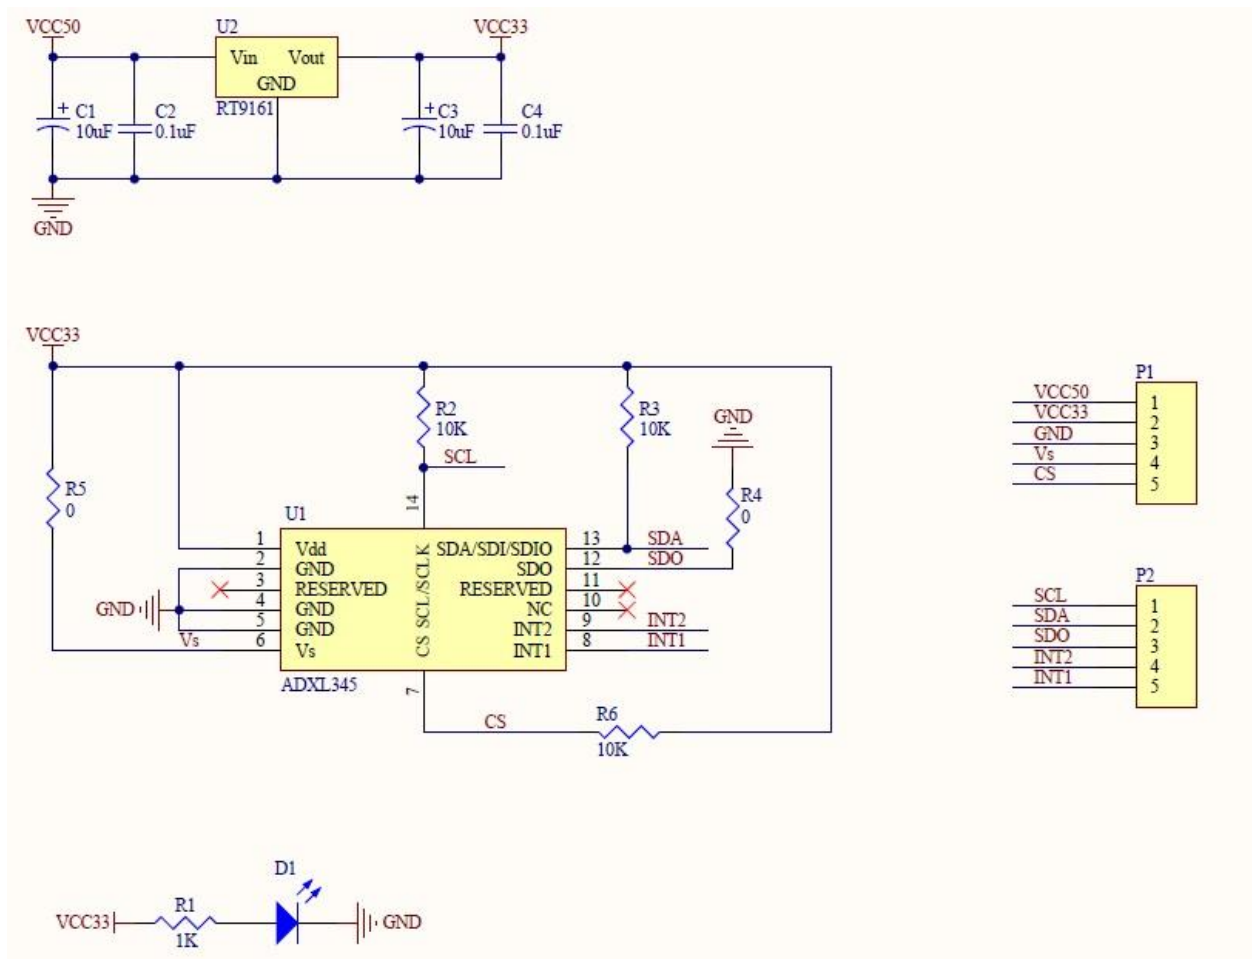 VCC50
U2
VCC33
Vin Vout
GND
RT9161
+ C1
10uF
C2
0.1uF
+ C3
10uF
C4
0.1uF
GND
VCC33
R2
10K
SCL
R3
10K
GND
R5
0
R4
0
U1
14
1 Vdd
2 GND
3 RESERVED
4 GND
5 GND
6 Vs
GND
Vs
SCL/SCLK
CS
SDA/SDI/SDIO 13 SDA
SDO 12 SDO
RESERVED 11
NC 10
INT2 9 INT2
INT1 8 INT1
ADXL345
7
CS
R6
10K
P1
VCC50 1
VCC33 2
GND 3
Vs 4
CS 5
P2
SCL 1
SDA 2
SDO 3
INT2 4
INT1 5
D1
VCC33
R1
1K
GND